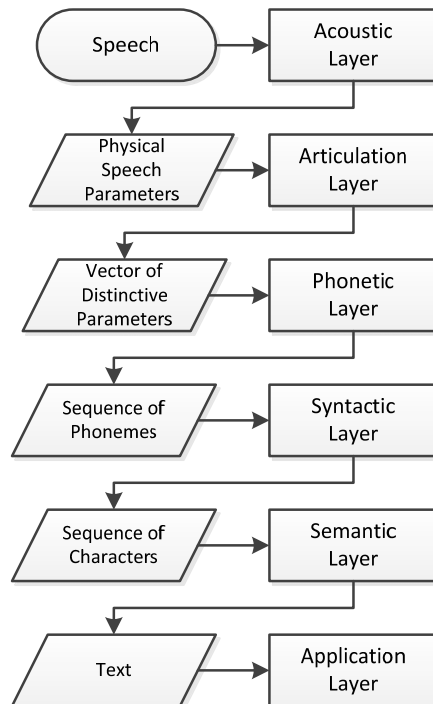 Speech
Acoustic
Layer
Physical
Speech
Parameters
Articulation
Layer
Vector of
Distinctive
Parameters
Phonetic
Layer
Sequence of
Phonemes
Syntactic
Layer
Sequence of
Characters
Semantic
Layer
Text
Application
Layer